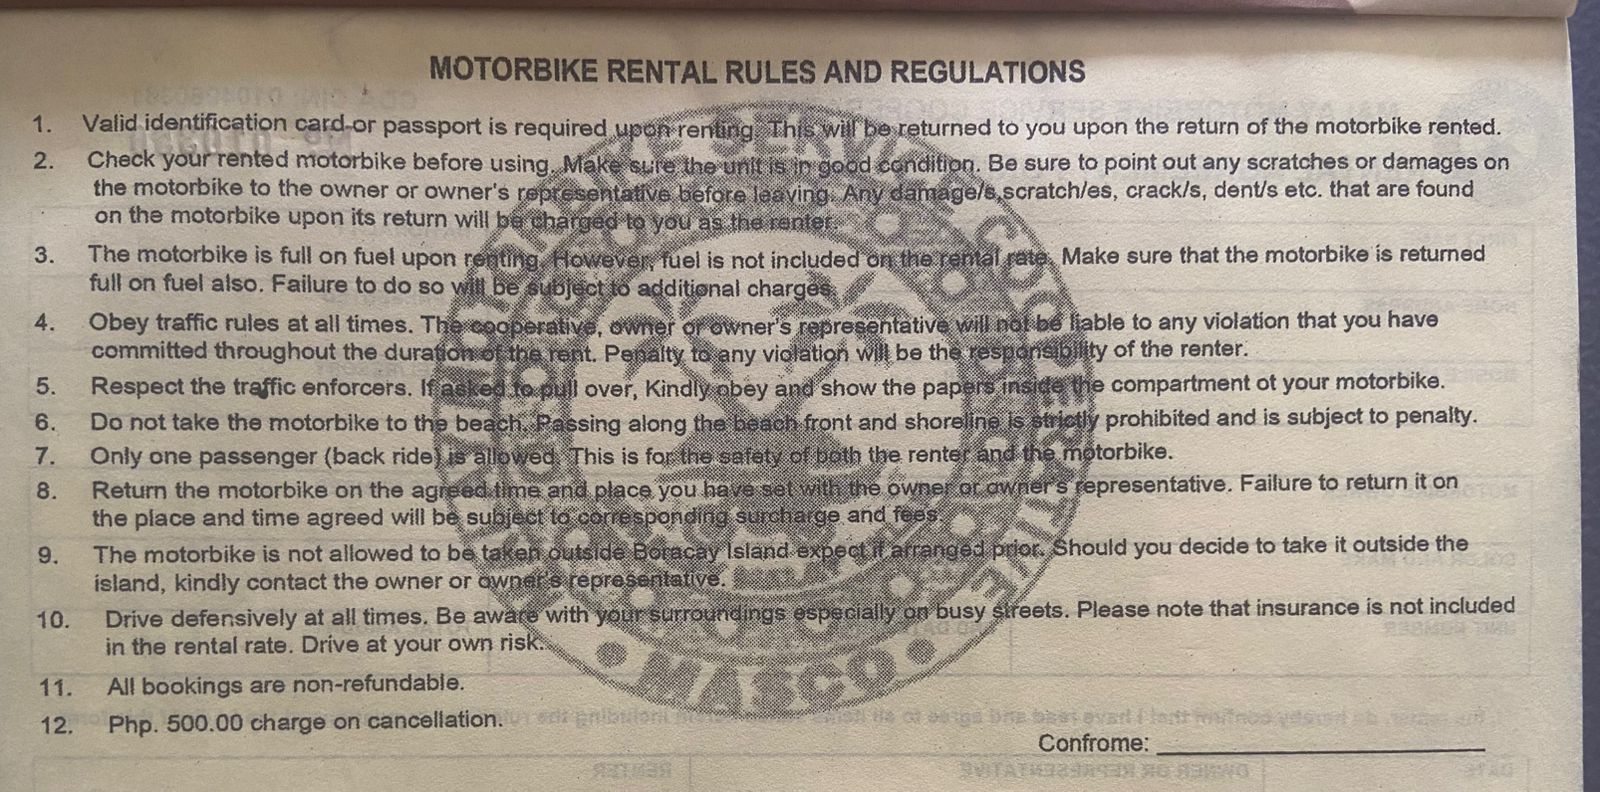 MOTORBIKE RENTAL RULES AND REGULATIONS
1. Valid identification card or passport is required upon renting. This will be returned to you upon the return of the motorbike rented.
2. Check your rented motorbike before using. Make sure the unit is in good condition. Be sure to point out any scratches or damages on
the motorbike to the owner or owner's representative before leaving. Any damage/s,scratch/es, crack/s, dent/s etc. that are found
on the motorbike upon its return will be charged to you as the renter.
3. The motorbike is full on fuel upon renting. However, fuel is not included on the rental rate. Make sure that the motorbike is returned
full on fuel also. Failure to do so will be subject to additional charges.
4. Obey traffic rules at all times. The cooperative, owner or owner's representative will not be liable to any violation that you have
committed throughout the duration of the rent. Penalty to any violation will be the responsibility of the renter.
5. Respect the traffic enforcers. If asked to pull over, Kindly obey and show the papers inside the compartment ot your motorbike.
6. Do not take the motorbike to the beach. Passing along the beach front and shoreline is strictly prohibited and is subject to penalty.
7. Only one passenger (back ride) is allowed. This is for the safety of both the renter and the motorbike.
8. Return the motorbike on the agreed time and place you have set with the owner or owner's representative. Failure to return it on
the place and time agreed will be subject to corresponding surcharge and fees.
9. The motorbike is not allowed to be taken outside Boracay Island expect if arranged prior. Should you decide to take it outside the
island, kindly contact the owner or owner's representative.
10. Drive defensively at all times. Be aware with your surroundings especially on busy streets. Please note that insurance is not included
in the rental rate. Drive at your own risk.
11. All bookings are non-refundable.
12. Php. 500.00 charge on cancellation.
Confrome:
MASCO